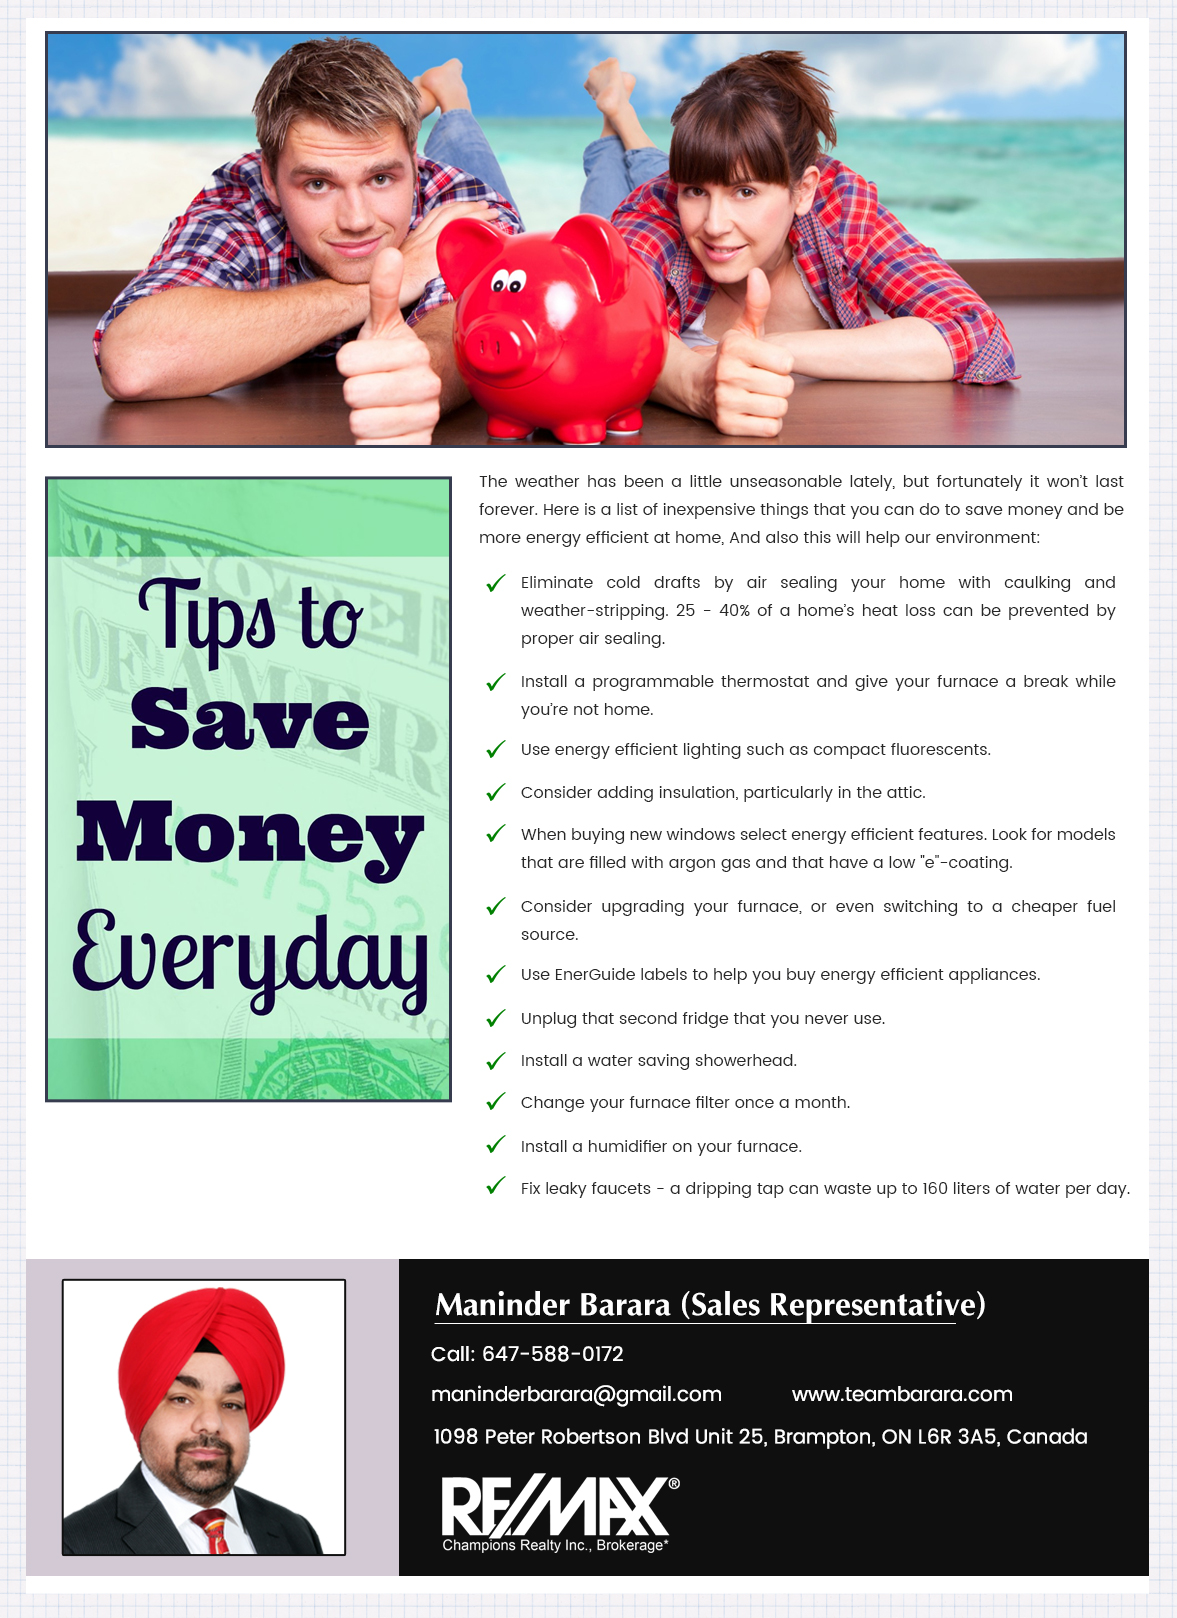 Tips to
Save
Money
Everyday
The weather has been a little unseasonable lately, but fortunately it won't last
forever. Here is a list of inexpensive things that you can do to save money and be
more energy efficient at home, And also this will help our environment:
Eliminate cold drafts by air sealing your home with caulking and
weather-stripping. 25 - 40% of a home's heat loss can be prevented by
proper air sealing.
Install a programmable thermostat and give your furnace a break while
you're not home.
Use energy efficient lighting such as compact fluorescents.
Consider adding insulation, particularly in the attic.
When buying new windows select energy efficient features. Look for models
that are filled with argon gas and that have a low "e"-coating.
Consider upgrading your furnace, or even switching to a cheaper fuel
source.
Use EnerGuide labels to help you buy energy efficient appliances.
Unplug that second fridge that you never use.
Install a water saving showerhead.
Change your furnace filter once a month.
Install a humidifier on your furnace.
Fix leaky faucets - a dripping tap can waste up to 160 liters of water per day.
Maninder Barara (Sales Representative)
Call: 647-588-0172
maninderbarara@gmail.com www.teambarara.com
1098 Peter Robertson Blvd Unit 25, Brampton, ON L6R 3A5, Canada
RE/MAX®
Champions Realty Inc., Brokerage*